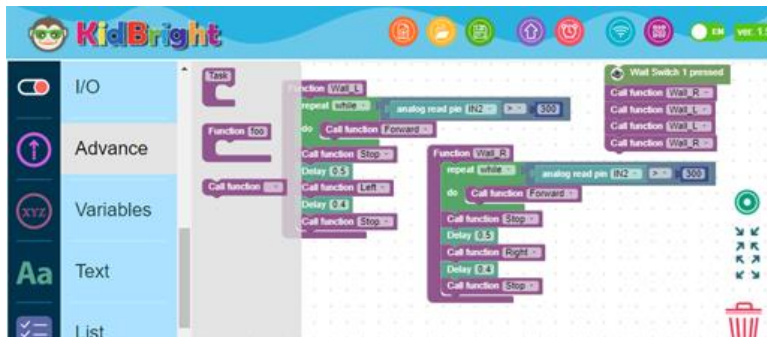 KidBright
EN
ver. 1.
I/O
Advance
Variables
Text
List
XYZ
Aa
Task
Function foo
Call function
Function Wall_L
repeat while analog read pin IN2 > 300
do Call function Forward
Call function Stop
Delay 0.5
Call function Left
Delay 0.4
Call function Stop
Function Wall_R
repeat while analog read pin IN2 > 300
do Call function Forward
Call function Stop
Delay 0.5
Call function Right
Delay 0.4
Call function Stop
Wait Switch 1 pressed
Call function Wall_R
Call function Wall_L
Call function Wall_L
Call function Wall_R